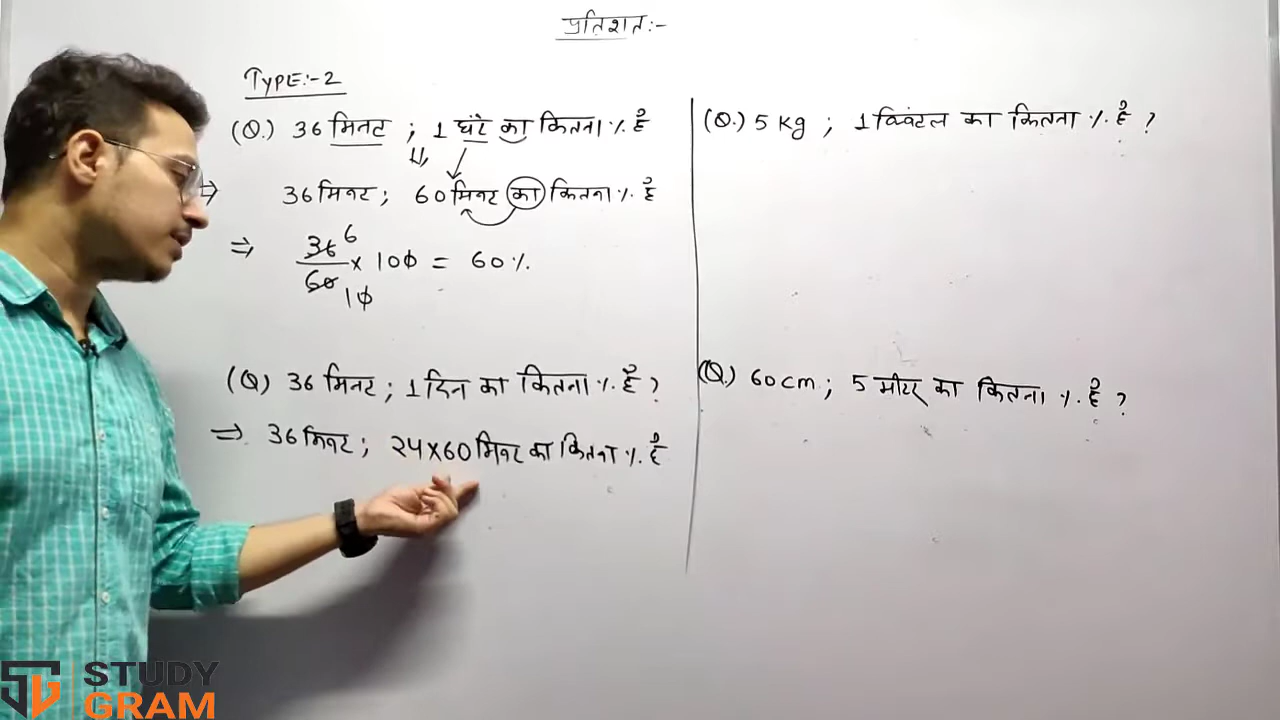 प्रतिशत:-
TYPE:-2
(Q.) 36 मिनट ; 1 घंटे का कितना % है
⇒ 36 मिनट ; 60 मिनट का कितना % है
⇒ 36/60 × 100 = 60%
6
10
(Q) 36 मिनट ; 1 दिन का कितना % है ?
⇒ 36 मिनट ; 24×60 मिनट का कितना % है
(Q.) 5 Kg ; 1 क्विंटल का कितना % है ?
(Q.) 60 cm ; 5 मीटर का कितना % है ?
STUDY
GRAM